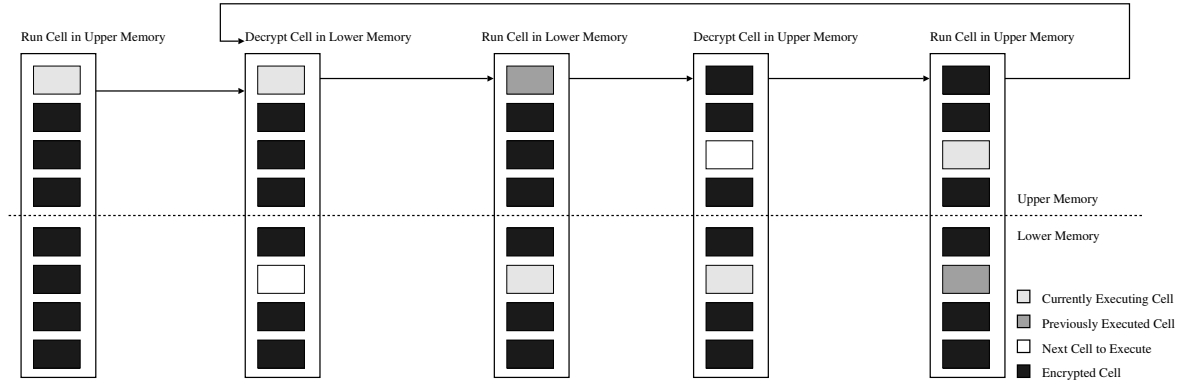 Run Cell in Upper Memory
Decrypt Cell in Lower Memory
Run Cell in Lower Memory
Decrypt Cell in Upper Memory
Run Cell in Upper Memory
Upper Memory
Lower Memory
Currently Executing Cell
Previously Executed Cell
Next Cell to Execute
Encrypted Cell